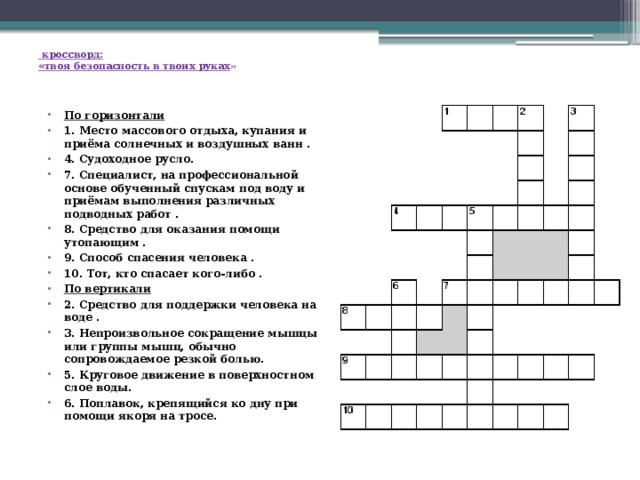 кроссворд:
«твоя безопасность в твоих руках»
По горизонтали
1. Место массового отдыха, купания и
приёма солнечных и воздушных ванн .
4. Судоходное русло.
7. Специалист, на профессиональной
основе обученный спускам под воду и
приёмам выполнения различных
подводных работ .
8. Средство для оказания помощи
утопающим .
9. Способ спасения человека .
10. Тот, кто спасает кого-либо .
По вертикали
2. Средство для поддержки человека на
воде .
3. Непроизвольное сокращение мышцы
или группы мышц, обычно
сопровождаемое резкой болью.
5. Круговое движение в поверхностном
слое воды.
6. Поплавок, крепящийся ко дну при
помощи якоря на тросе.
1 2 3
4 5
6 7
8
9
10